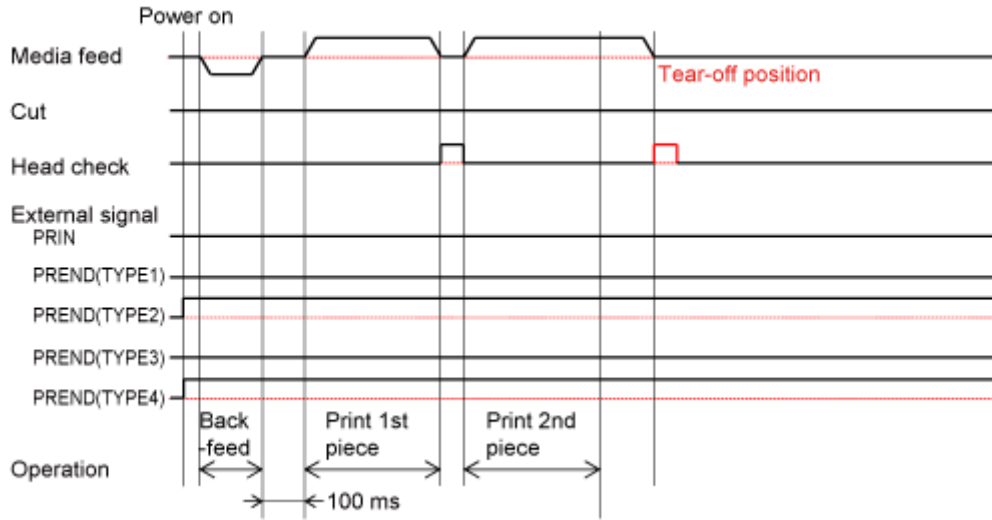 Power on
Media feed
Tear-off position
Cut
Head check
External signal
PRIN
PREND(TYPE1)
PREND(TYPE2)
PREND(TYPE3)
PREND(TYPE4)
Back
-feed
Print 1st
piece
Print 2nd
piece
Operation
100 ms